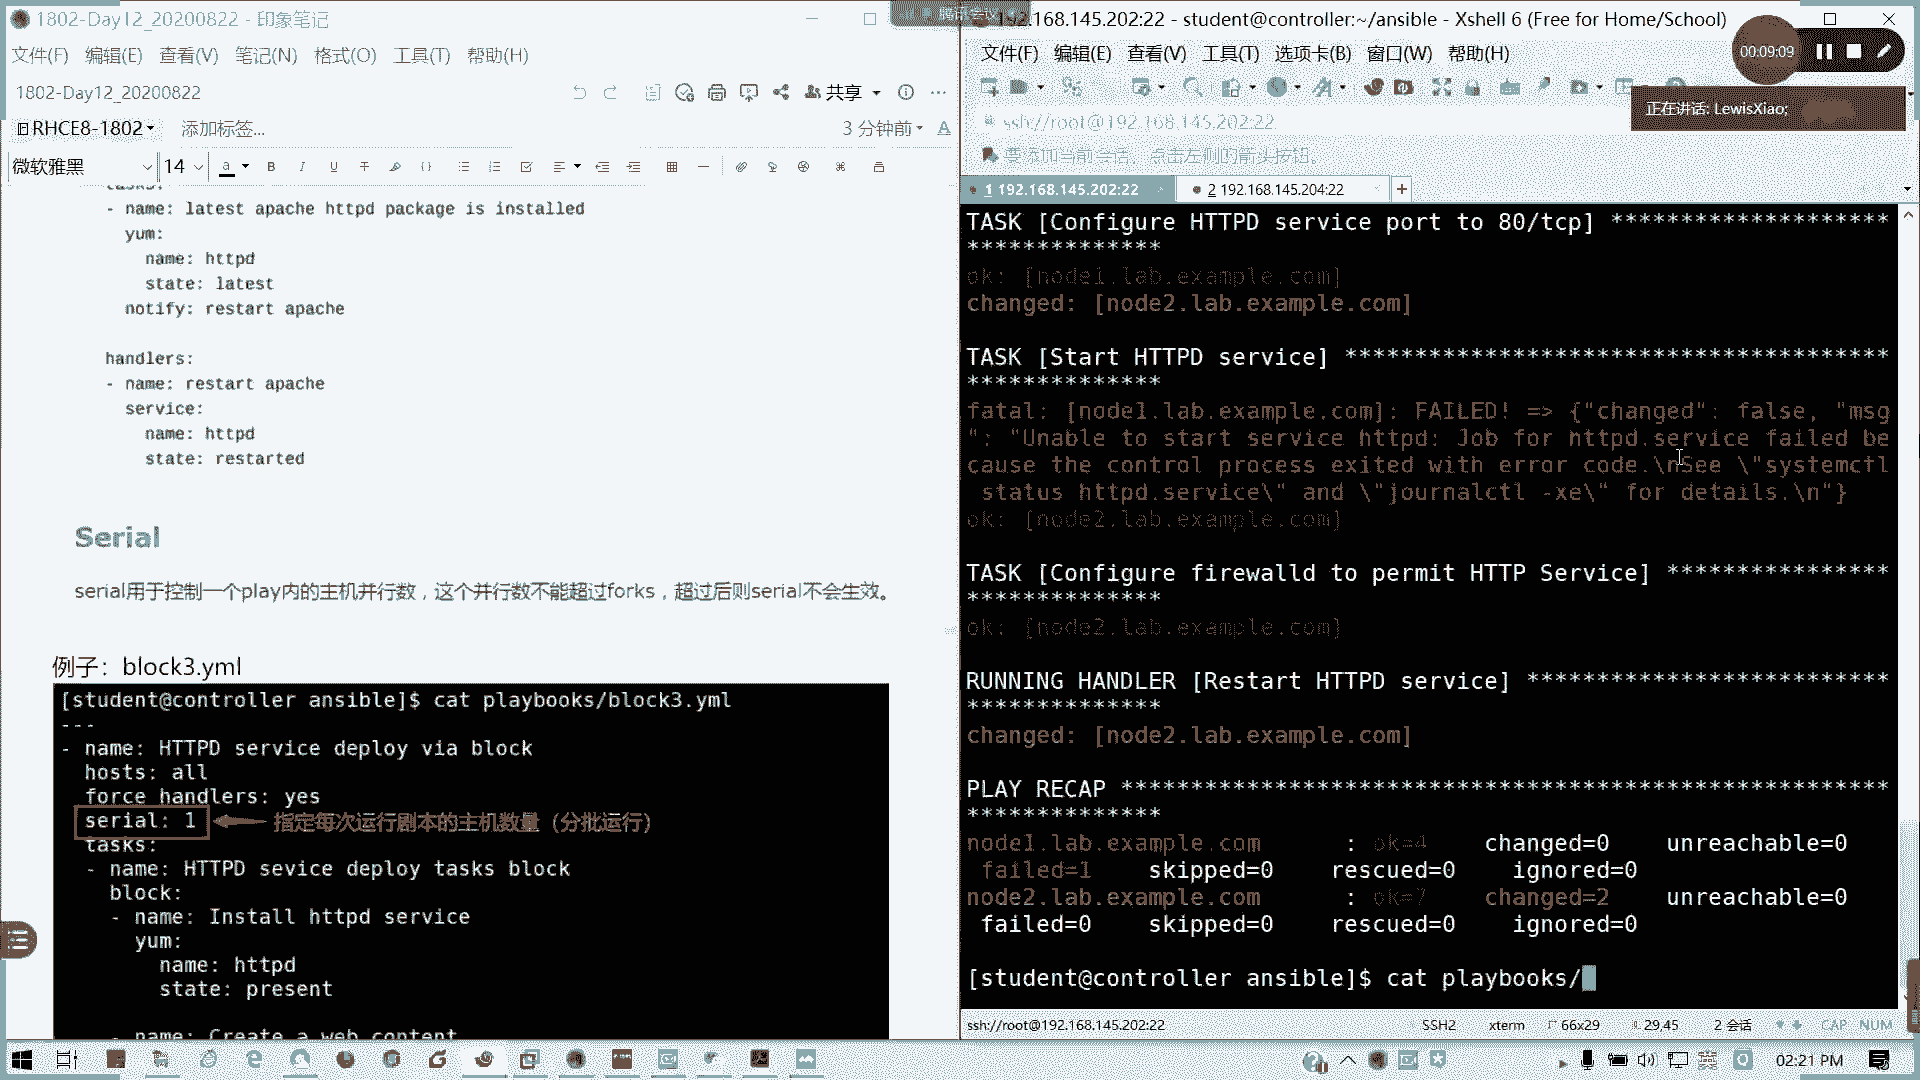 1802-Day12_20200822 - 印象笔记
文件(F) 编辑(E) 查看(V) 笔记(N) 格式(O) 工具(T) 帮助(H)
1802-Day12_20200822
共享
RHCE8-1802
添加标签...
3 分钟前
微软雅黑
14
tasks:
- name: latest apache httpd package is installed
yum:
name: httpd
state: latest
notify: restart apache
handlers:
- name: restart apache
service:
name: httpd
state: restarted
Serial
serial用于控制一个play内的主机并行数，这个并行数不能超过forks，超过后则serial不会生效。
例子：block3.yml
[student@controller ansible]$ cat playbooks/block3.yml
---
- name: HTTPD service deploy via block
hosts: all
force handlers: yes
serial: 1
指定每次运行剧本的主机数量（分批运行）
tasks:
- name: HTTPD sevice deploy tasks block
block:
- name: Install httpd service
yum:
name: httpd
state: present
- name: Create a web content
腾讯会议
192.168.145.202:22 - student@controller:~/ansible - Xshell 6 (Free for Home/School)
文件(F) 编辑(E) 查看(V) 工具(T) 选项卡(B) 窗口(W) 帮助(H)
00:09:09
正在讲话: LewisXiao;
ssh://root@192.168.145.202:22
要添加当前会话，点击左侧的箭头按钮。
1 192.168.145.202:22
2 192.168.145.204:22
TASK [Configure HTTPD service port to 80/tcp] ********************
**************
ok: [node1.lab.example.com]
changed: [node2.lab.example.com]
TASK [Start HTTPD service] ***************************************
**************
fatal: [node1.lab.example.com]: FAILED! => {"changed": false, "msg
": "Unable to start service httpd: Job for httpd.service failed be
cause the control process exited with error code.\nSee \"systemctl
status httpd.service\" and \"journalctl -xe\" for details.\n"}
ok: [node2.lab.example.com]
TASK [Configure firewalld to permit HTTP Service] ****************
**************
ok: [node2.lab.example.com]
RUNNING HANDLER [Restart HTTPD service] **************************
**************
changed: [node2.lab.example.com]
PLAY RECAP *******************************************************
**************
node1.lab.example.com : ok=4 changed=0 unreachable=0
failed=1 skipped=0 rescued=0 ignored=0
node2.lab.example.com : ok=7 changed=2 unreachable=0
failed=0 skipped=0 rescued=0 ignored=0
[student@controller ansible]$ cat playbooks/
ssh://root@192.168.145.202:22
SSH2 xterm 66x29 29,45 2 会话 CAP NUM
英
02:21 PM